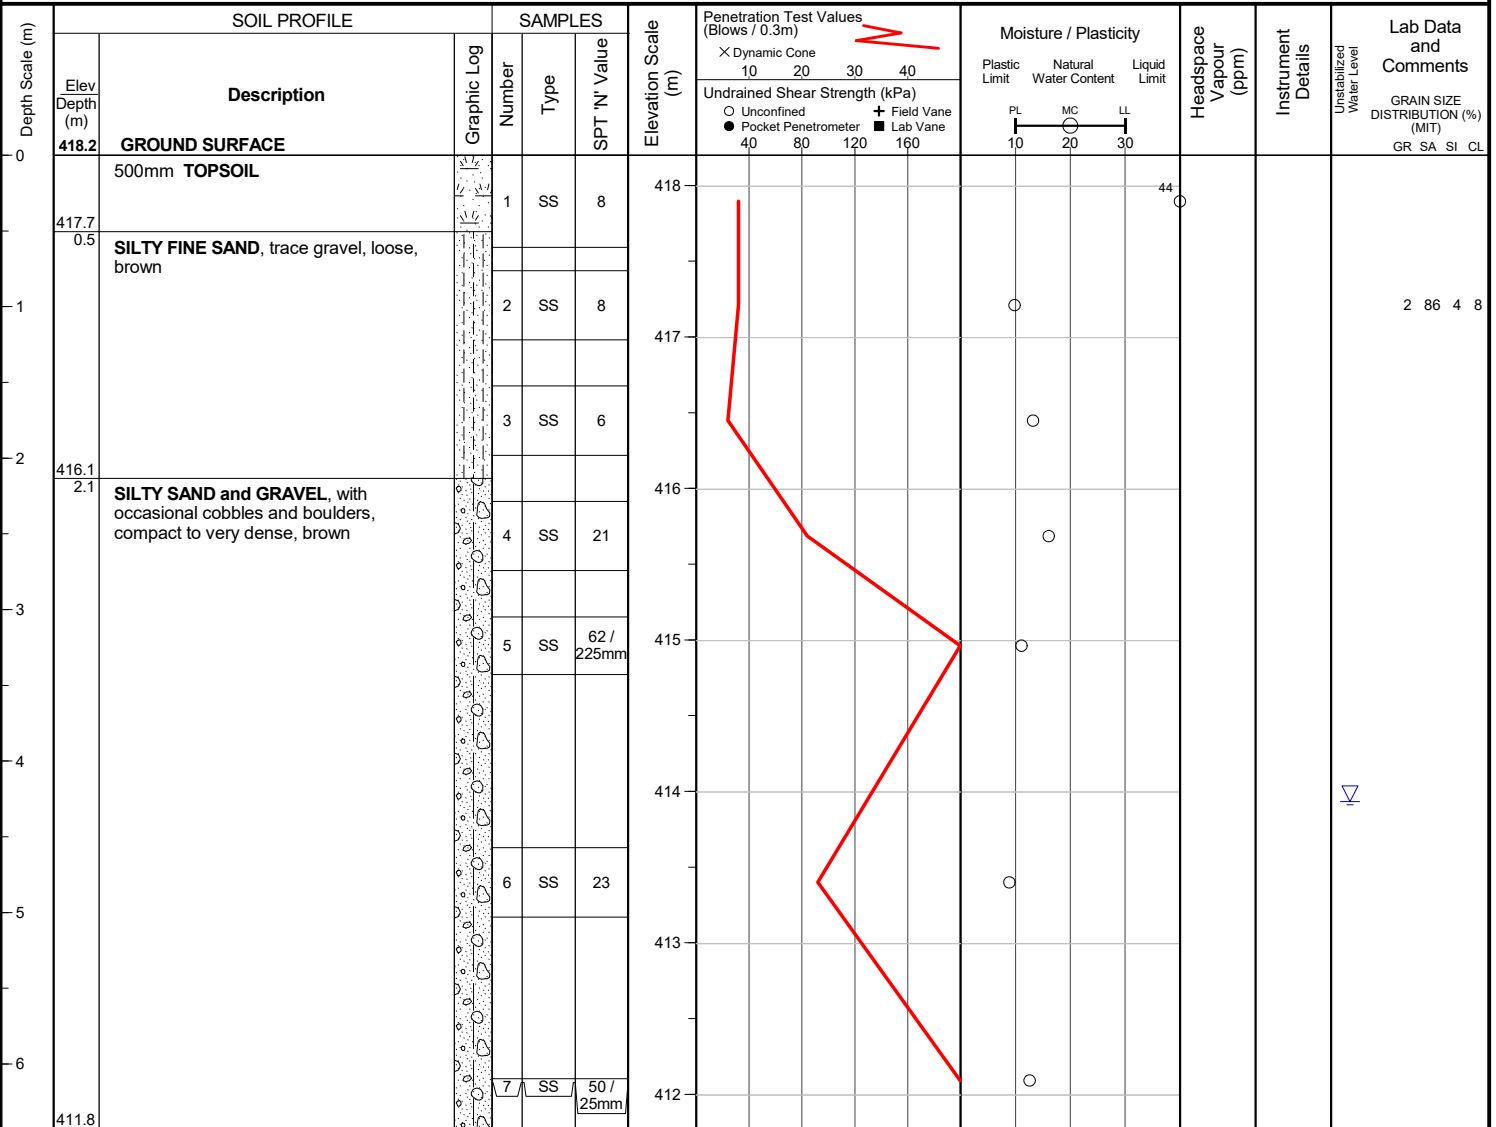 SOIL PROFILE
SAMPLES
Depth Scale (m)
Elev
Depth
(m)
Description
Graphic Log
Number
Type
SPT 'N' Value
Elevation Scale
(m)
Penetration Test Values
(Blows / 0.3m)
Dynamic Cone
10 20 30 40
Undrained Shear Strength (kPa)
Unconfined
Field Vane
Pocket Penetrometer
Lab Vane
40 80 120 160
Moisture / Plasticity
Plastic
Limit
Natural
Water Content
Liquid
Limit
PL MC LL
10 20 30
Headspace
Vapour
(ppm)
Instrument
Details
Unstabilized
Water Level
Lab Data
and
Comments
GRAIN SIZE
DISTRIBUTION (%)
(MIT)
GR SA SI CL
418.2 GROUND SURFACE
0
500mm TOPSOIL
418
44
1 SS 8
417.7
0.5
SILTY FINE SAND, trace gravel, loose,
brown
1
2 SS 8
2 86 4 8
417
3 SS 6
2
416.1
2.1
SILTY SAND and GRAVEL, with
occasional cobbles and boulders,
compact to very dense, brown
416
4 SS 21
3
415
5 SS 62 /
225mm
4
414
6 SS 23
5
413
6
7 SS 50 /
25mm
412
411.8